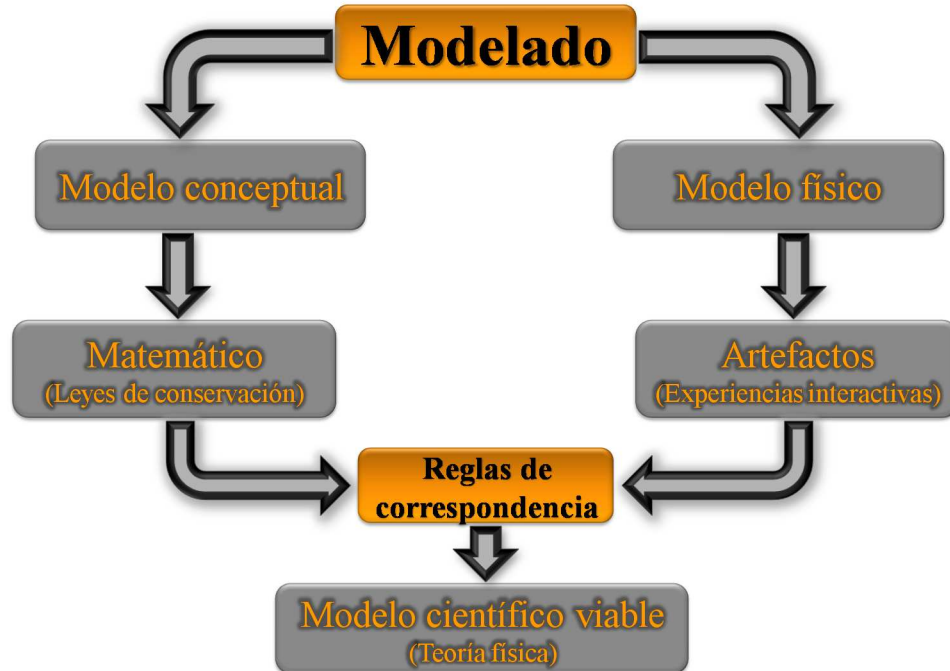 Modelado
Modelo conceptual
Modelo físico
Matemático
(Leyes de conservación)
Artefactos
(Experiencias interactivas)
Reglas de
correspondencia
Modelo científico viable
(Teoría física)